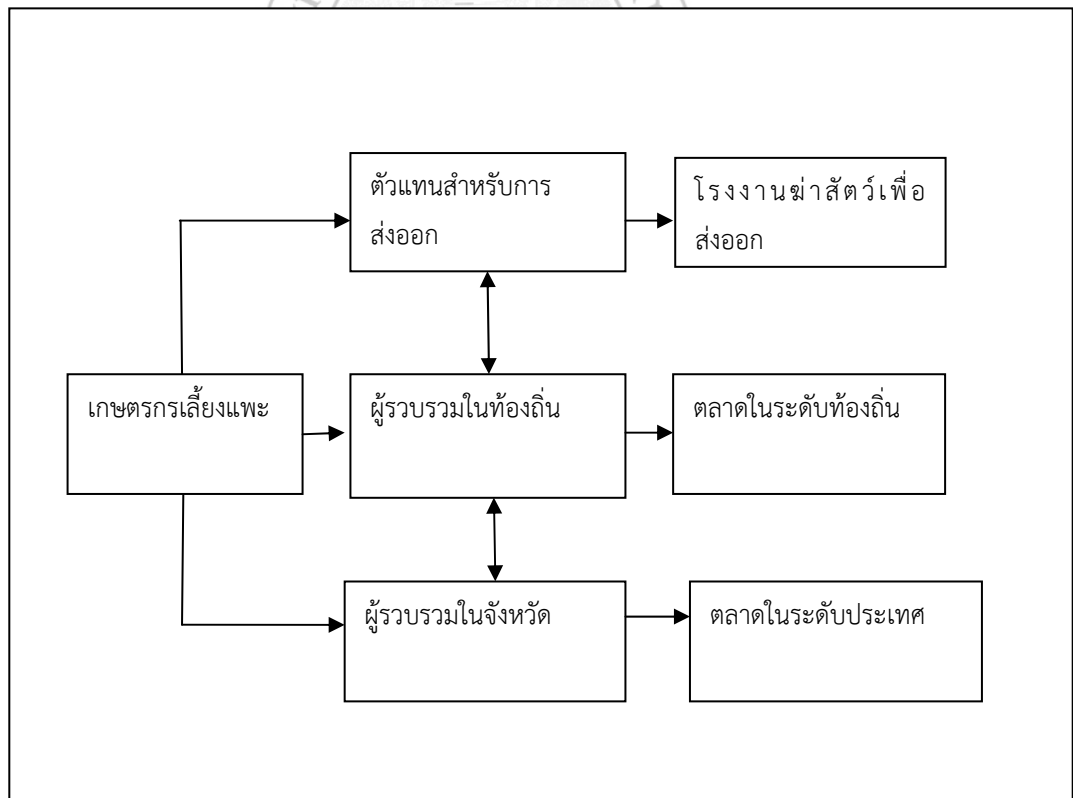 ตัวแทนสำหรับการ
ส่งออก
โรงงานฆ่าสัตว์เพื่อ
ส่งออก
เกษตรกรเลี้ยงแพะ
ผู้รวบรวมในท้องถิ่น
ตลาดในระดับท้องถิ่น
ผู้รวบรวมในจังหวัด
ตลาดในระดับประเทศ